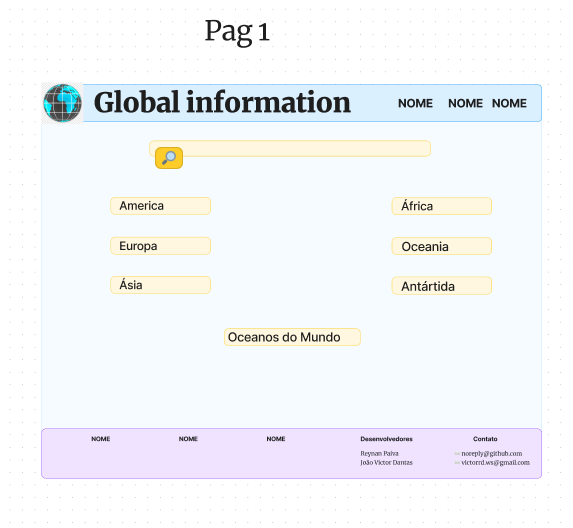 Pag 1
Global information NOME NOME NOME
America África
Europa Oceania
Ásia Antártida
Oceanos do Mundo
NOME NOME NOME Desenvolvedores Contato
Reynan Paiva noreply@github.com
João Victor Dantas victorrd.ws@gmail.com